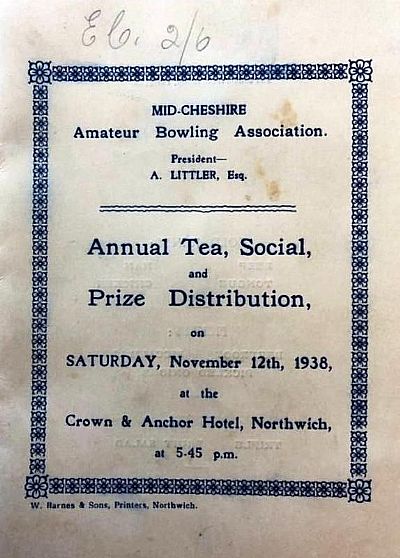 2/6
MID-CHESHIRE
Amateur Bowling Association.
President—
A. LITTLER, Esq.
Annual Tea, Social,
and
Prize Distribution,
on
SATURDAY, November 12th, 1938,
at the
Crown & Anchor Hotel, Northwich,
at 5-45 p.m.
W. Barnes & Sons, Printers, Northwich.